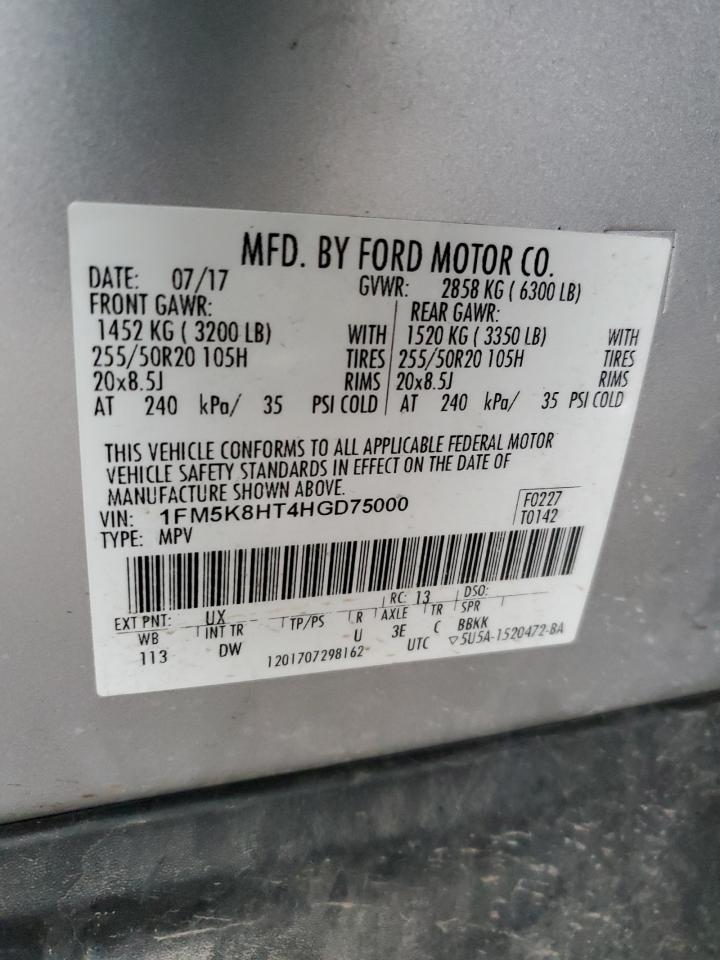 MFD. BY FORD MOTOR CO.
DATE: 07/17 GVWR: 2858 KG ( 6300 LB)
FRONT GAWR: REAR GAWR:
1452 KG ( 3200 LB) WITH 1520 KG ( 3350 LB) WITH
255/50R20 105H TIRES 255/50R20 105H TIRES
20x8.5J RIMS 20x8.5J RIMS
AT 240 kPa/ 35 PSI COLD AT 240 kPa/ 35 PSI COLD
THIS VEHICLE CONFORMS TO ALL APPLICABLE FEDERAL MOTOR
VEHICLE SAFETY STANDARDS IN EFFECT ON THE DATE OF
MANUFACTURE SHOWN ABOVE.
VIN: 1FM5K8HT4HGD75000 F0227
TYPE: MPV T0142
EXT PNT: UX RC: 13 DSO:
WB INT TR TP/PS R AXLE TR SPR
113 DW U 3E C BBKK
1201707298162 UTC ▽5U5A-1520472-BA